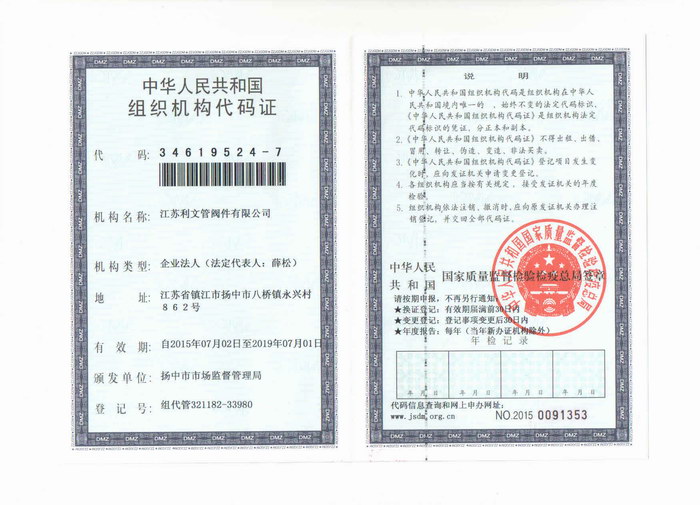 中华人民共和国
组织机构代码证
代 码: 34619524-7
机构名称: 江苏利文管阀件有限公司
机构类型: 企业法人（法定代表人：薛松）
地 址: 江苏省镇江市扬中市八桥镇永兴村
862号
有 效 期: 自2015年07月02日至2019年07月01日
颁发单位: 扬中市市场监督管理局
登 记 号: 组代管321182-33980
说 明
1. 中华人民共和国组织机构代码是组织机构在中华人
民共和国境内唯一的、始终不变的法定代码标识，
《中华人民共和国组织机构代码证》是组织机构法定
代码标识的凭证，分正本和副本。
2. 《中华人民共和国组织机构代码证》不得出租、出借、
冒用、转让、伪造、变造、非法买卖。
3. 《中华人民共和国组织机构代码证》登记项目发生变
化时，应向发证机关申请变更登记。
4. 各组织机构应当按有关规定，接受发证机关的年度
检验。
5. 组织机构依法注销、撤消时，应向原发证机关办理注
销登记，并交回全部代码证。
中华人民
共和国 国家质量监督检验检疫总局签章
请按期申报，不再另行通知。
★换证登记：有效期届满前30日内
★变更登记：登记事项变更后30日内
★年度报告：每年（当年新办证机构除外）
年检记录
年 月 日 年 月 日 年 月 日 年 月 日
代码信息查询和网上申办网址:
www.jsdm.org.cn NO.2015 0091353